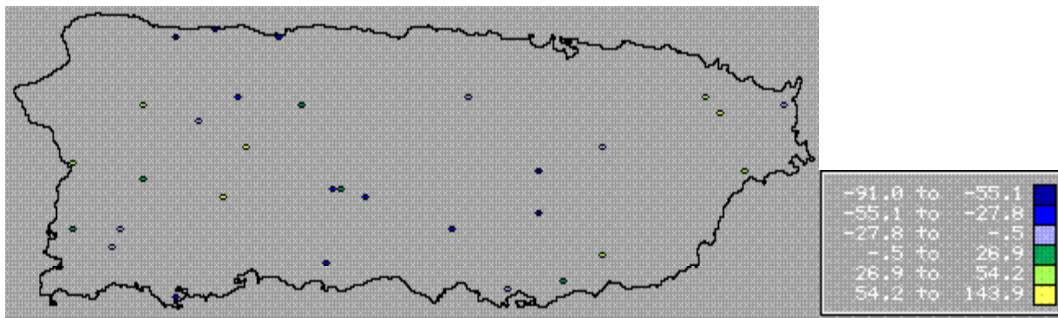 -91.0 to -55.1
-55.1 to -27.8
-27.8 to -.5
-.5 to 26.9
26.9 to 54.2
54.2 to 143.9